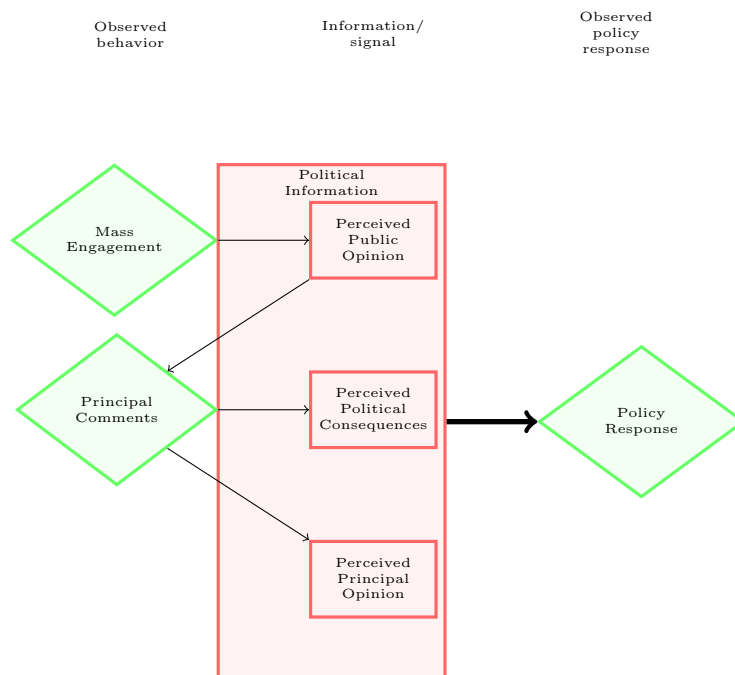 Observed
behavior
Information/
signal
Observed
policy
response
Political
Information
Mass
Engagement
Perceived
Public
Opinion
Principal
Comments
Perceived
Political
Consequences
Policy
Response
Perceived
Principal
Opinion